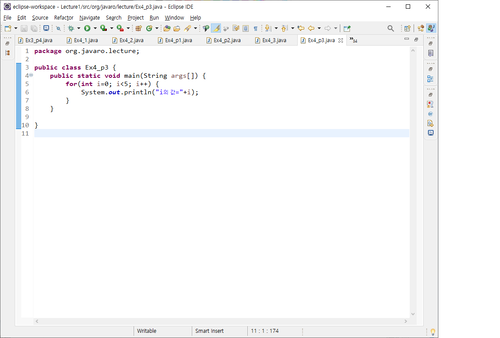 eclipse-workspace - Lecture1/src/org/javaro/lecture/Ex4_p3.java - Eclipse IDE
File Edit Source Refactor Navigate Search Project Run Window Help
Ex3_p4.java Ex4_1.java Ex4_2.java Ex4_p1.java Ex4_p2.java Ex4_3.java Ex4_p3.java
1 package org.javaro.lecture;
2
3 public class Ex4_p3 {
4 public static void main(String args[]) {
5 for(int i=0; i<5; i++) {
6 System.out.println("i의 값="+i);
7 }
8 }
9
10 }
11
Writable Smart Insert 11 : 1 : 174